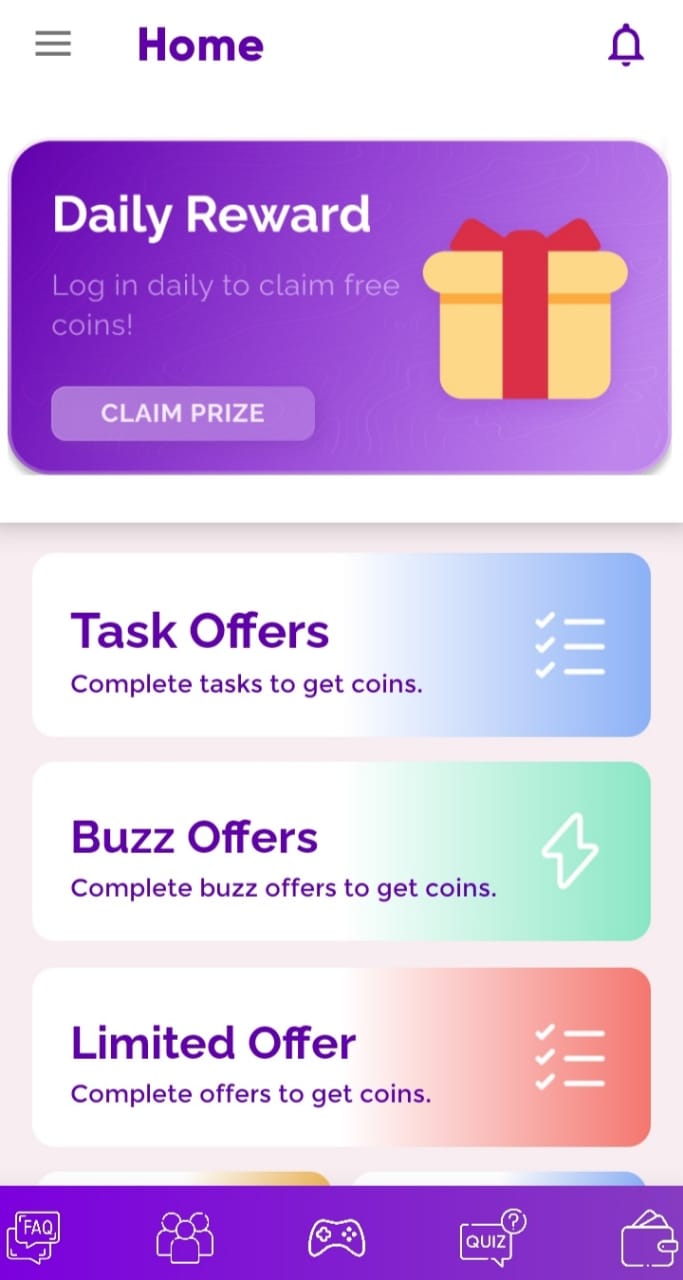 Home
Daily Reward
Log in daily to claim free
coins!
CLAIM PRIZE
Task Offers
Complete tasks to get coins.
Buzz Offers
Complete buzz offers to get coins.
Limited Offer
Complete offers to get coins.
FAQ
QUIZ
?